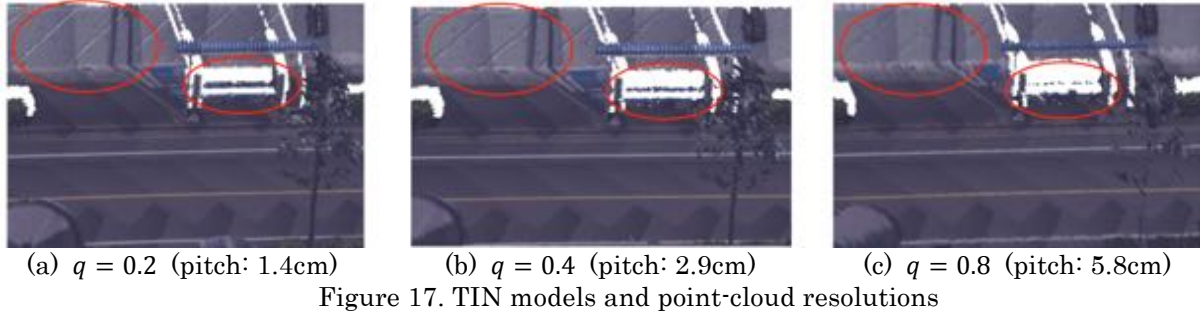 (a) q = 0.2 (pitch: 1.4cm)
(b) q = 0.4 (pitch: 2.9cm)
(c) q = 0.8 (pitch: 5.8cm)
Figure 17. TIN models and point-cloud resolutions